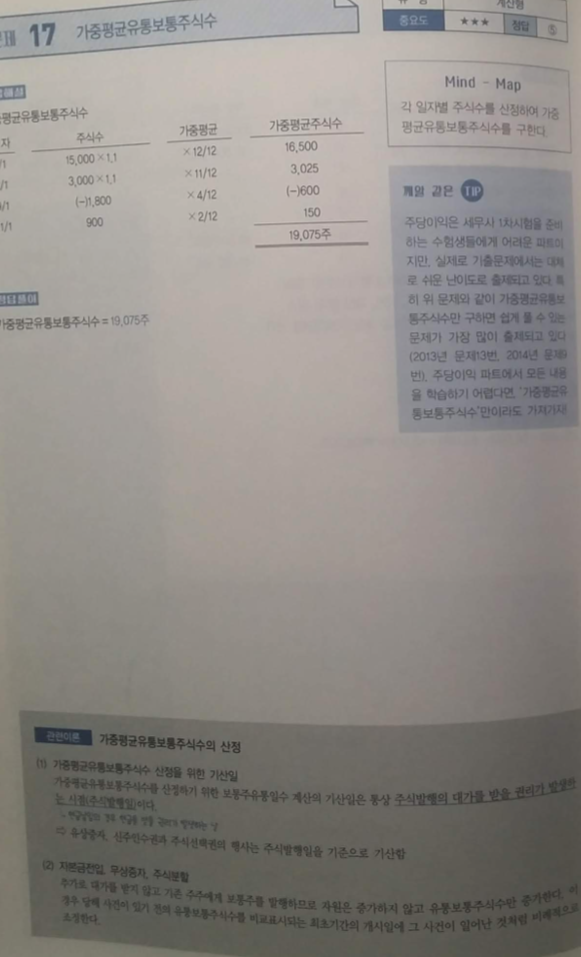 17 가중평균유통보통주식수
계산형
중요도 ★★★ 정답 ⑤
Mind - Map
각 일자별 주식수를 산정하여 가중
평균유통보통주식수를 구한다.
평균유통보통주식수
주식수 가중평균 가중평균주식수
15,000×1.1 ×12/12 16,500
3,000×1.1 ×11/12 3,025
(-)1,800 ×4/12 (-)600
900 ×2/12 150
19,075주
께알 같은 TIP
주당이익은 세무사 1차시험을 준비
하는 수험생들에게 어려운 파트이
지만, 실제로 기출문제에서는 대체
로 쉬운 난이도로 출제되고 있다. 특
히 위 문제와 같이 가중평균유통보
통주식수만 구하면 쉽게 풀 수 있는
문제가 가장 많이 출제되고 있다
(2013년 문제13번, 2014년 문제9
번). 주당이익 파트에서 모든 내용
을 학습하기 어렵다면, '가중평균유
통보통주식수'만이라도 가져가자!
가중평균유통보통주식수 = 19,075주
관련이론 가중평균유통보통주식수의 산정
(1) 가중평균유통보통주식수 산정을 위한 기산일
가중평균유통보통주식수를 산정하기 위한 보통주유통일수 계산의 기산일은 통상 주식발행의 대가를 받을 권리가 발생하
는 시점(주식발행일)이다.
⇨ 유상증자, 신주인수권과 주식선택권의 행사는 주식발행일을 기준으로 기산함
(2) 자본금전입, 무상증자, 주식분할
추가로 대가를 받지 않고 기존 주주에게 보통주를 발행하므로 자원은 증가하지 않고 유통보통주식수만 증가한다. 이
경우 당해 사건이 있기 전의 유통보통주식수를 비교표시되는 최초기간의 개시일에 그 사건이 일어난 것처럼 비례적으로
조정한다.